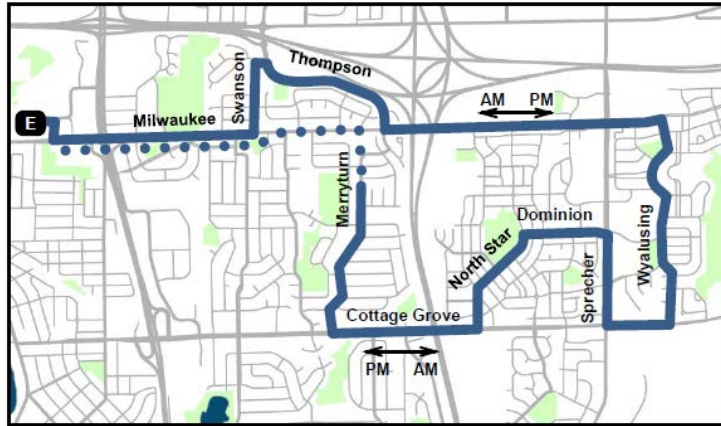 Thompson
Swanson
AM PM
E
Milwaukee
Merryturn
Dominion
North Star
Wyalusing
Sprecher
Cottage Grove
PM AM